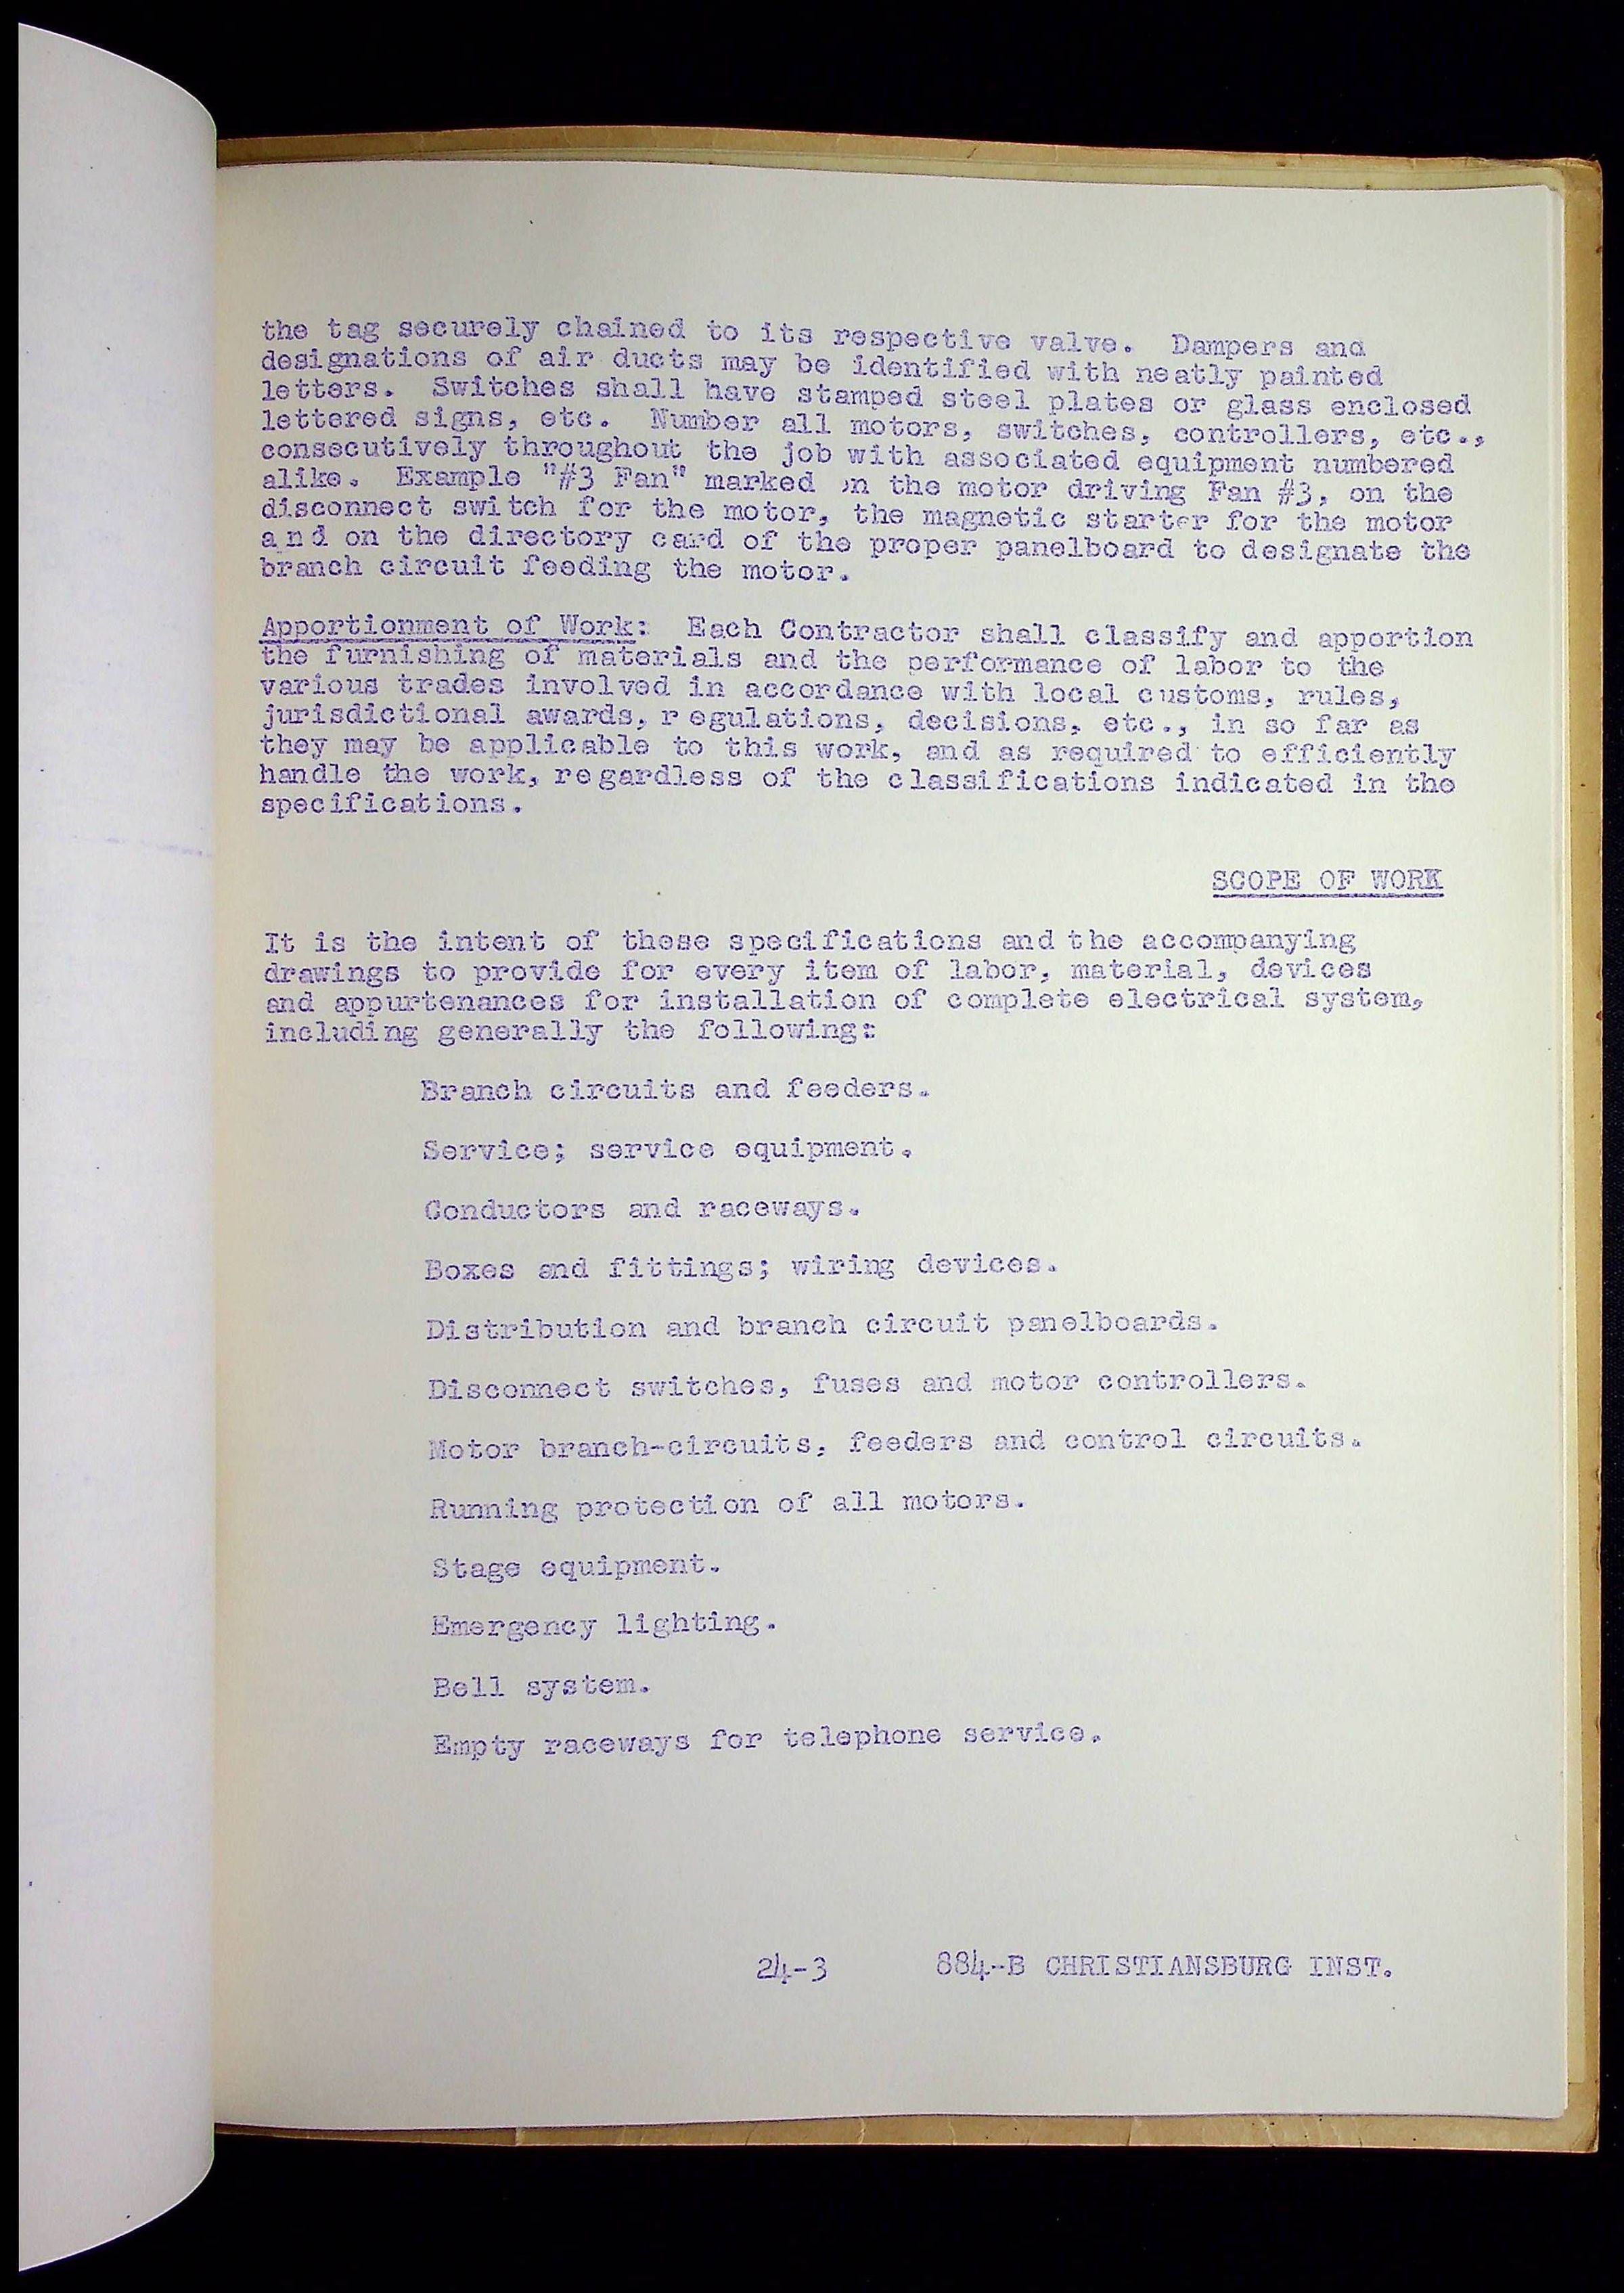 the tag securely chained to its respective valve. Dampers and
designations of air ducts may be identified with neatly painted
letters. Switches shall have stamped steel plates or glass enclosed
lettered signs, etc. Number all motors, switches, controllers, etc.,
consecutively throughout the job with associated equipment numbered
alike. Example "#3 Fan" marked on the motor driving Fan #3, on the
disconnect switch for the motor, the magnetic starter for the motor
and on the directory card of the proper panelboard to designate the
branch circuit feeding the motor.
Apportionment of Work: Each Contractor shall classify and apportion
the furnishing of materials and the performance of labor to the
various trades involved in accordance with local customs, rules,
jurisdictional awards, regulations, decisions, etc., in so far as
they may be applicable to this work, and as required to efficiently
handle the work, regardless of the classifications indicated in the
specifications.
SCOPE OF WORK
It is the intent of these specifications and the accompanying
drawings to provide for every item of labor, material, devices
and appurtenances for installation of complete electrical system,
including generally the following:
Branch circuits and feeders.
Service; service equipment.
Conductors and raceways.
Boxes and fittings; wiring devices.
Distribution and branch circuit panelboards.
Disconnect switches, fuses and motor controllers.
Motor branch-circuits, feeders and control circuits.
Running protection of all motors.
Stage equipment.
Emergency lighting.
Bell system.
Empty raceways for telephone service.
24-3 884-B CHRISTIANSBURG INST.